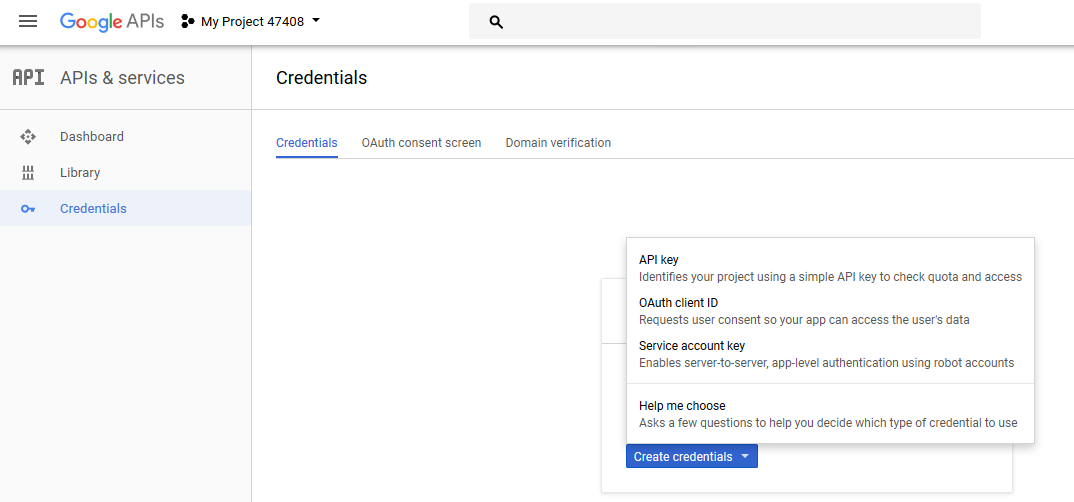 Google APIs My Project 47408
API APIs & services
Credentials
Dashboard
Library
Credentials
Credentials OAuth consent screen Domain verification
API key
Identifies your project using a simple API key to check quota and access
OAuth client ID
Requests user consent so your app can access the user's data
Service account key
Enables server-to-server, app-level authentication using robot accounts
Help me choose
Asks a few questions to help you decide which type of credential to use
Create credentials